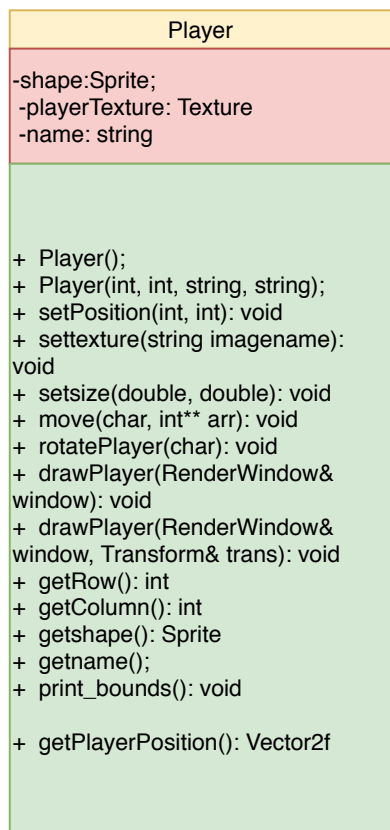 Player
-shape:Sprite;
-playerTexture: Texture
-name: string
+ Player();
+ Player(int, int, string, string);
+ setPosition(int, int): void
+ settexture(string imagename):
void
+ setsize(double, double): void
+ move(char, int** arr): void
+ rotatePlayer(char): void
+ drawPlayer(RenderWindow&
window): void
+ drawPlayer(RenderWindow&
window, Transform& trans): void
+ getRow(): int
+ getColumn(): int
+ getshape(): Sprite
+ getname();
+ print_bounds(): void
+ getPlayerPosition(): Vector2f